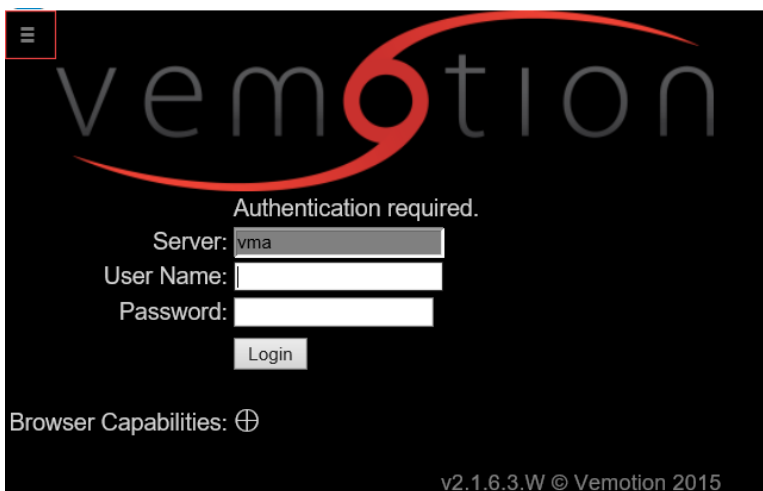 vemotion
Authentication required.
Server: vma
User Name:
Password:
Login
Browser Capabilities:
v2.1.6.3.W © Vemotion 2015